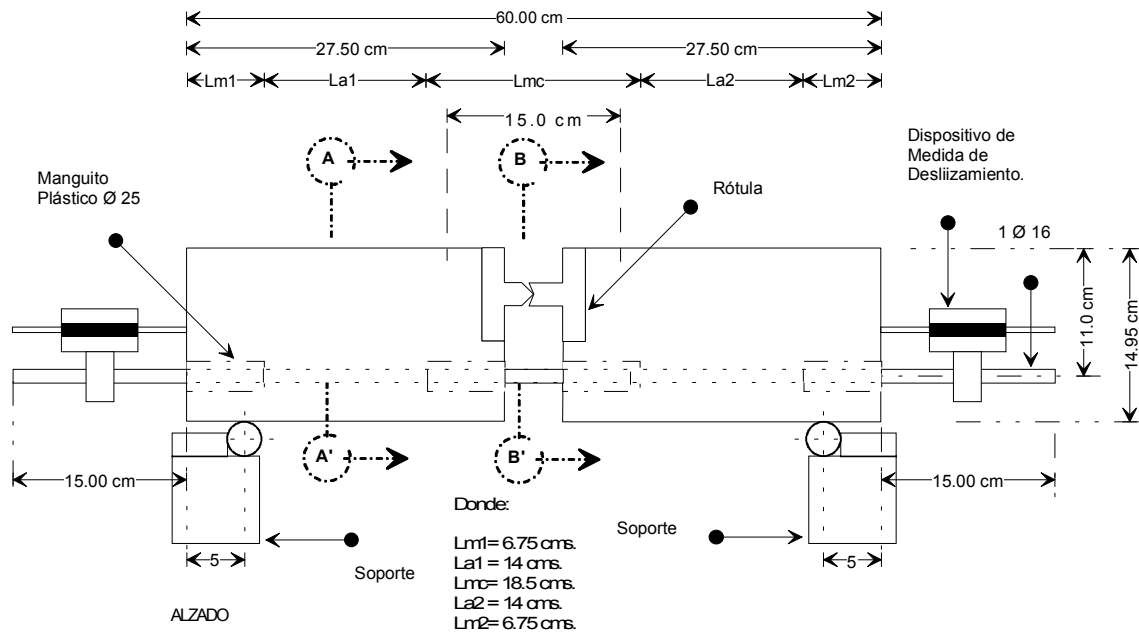 60.00 cm
27.50 cm
27.50 cm
Lm1
La1
Lmc
La2
Lm2
15.0 cm
A
B
Dispositivo de
Medida de
Desliizamiento.
Manguito
Plástico Ø 25
Rótula
1 Ø 16
11.0 cm
14.95 cm
A'
B'
15.00 cm
15.00 cm
Donde:
Soporte
Lm1= 6.75 cms.
5
5
Soporte
La1 = 14 cms.
Lmc= 18.5 cms.
La2 = 14 cms.
Lm2= 6.75 cms.
ALZADO